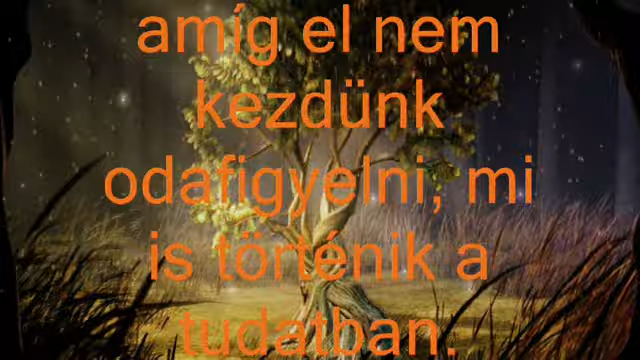 amíg el nem
kezdünk
odafigyelni, mi
is történik a
tudatban.